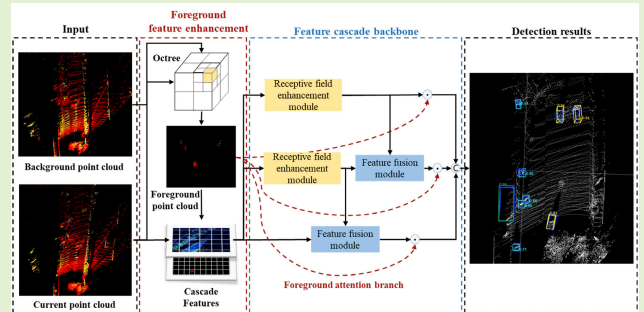 Input
Foreground
feature enhancement
Feature cascade backbone
Detection results
Octree
Background point cloud
Foreground
point cloud
Current point cloud
Cascade
Features
Receptive field
enhancement
module
Receptive field
enhancement
module
Feature fusion
module
Feature fusion
module
Foreground attention branch
C